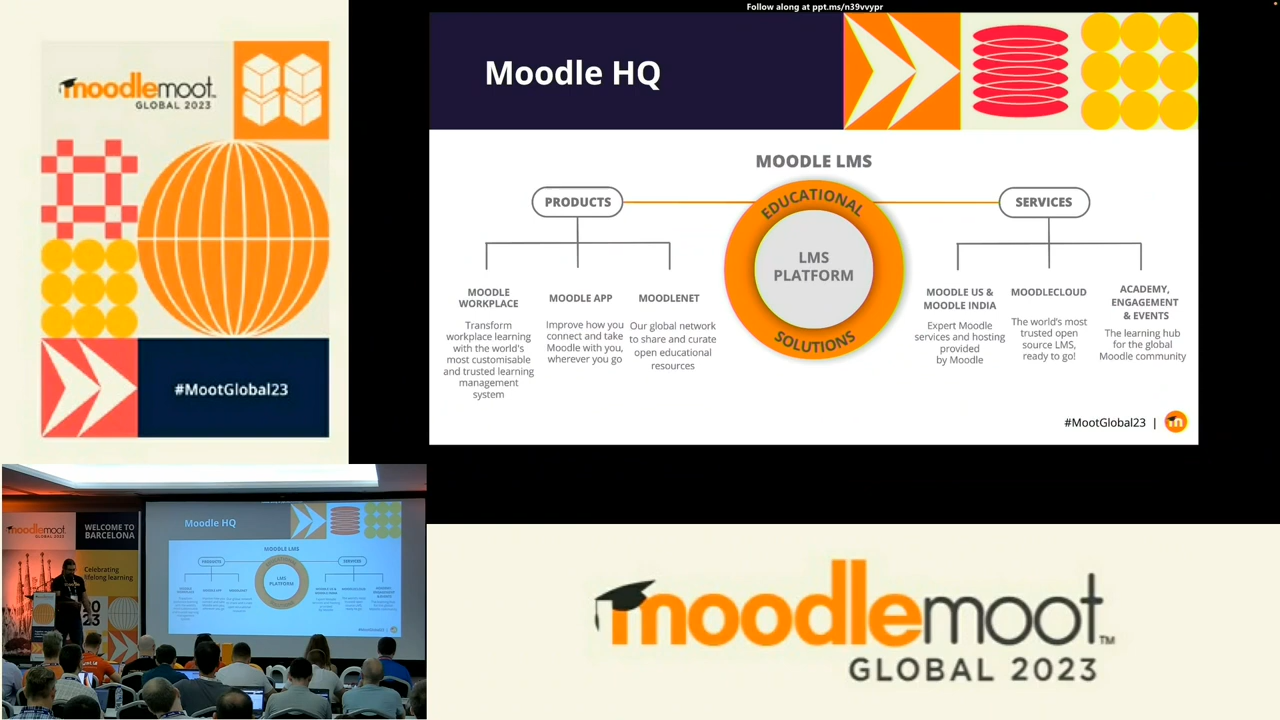 Follow along at ppt.ms/n39vvypr
moodlemoot
GLOBAL 2023
#MootGlobal23
Moodle HQ
MOODLE LMS
PRODUCTS
SERVICES
EDUCATIONAL
LMS
PLATFORM
SOLUTIONS
MOODLE
WORKPLACE
Transform
workplace learning
with the world's
most customisable
and trusted learning
management
system
MOODLE APP
Improve how you
connect and take
Moodle with you,
wherever you go
MOODLENET
Our global network
to share and curate
open educational
resources
MOODLE US &
MOODLE INDIA
Expert Moodle
services and hosting
provided
by Moodle
MOODLECLOUD
The world's most
trusted open
source LMS,
ready to go!
ACADEMY,
ENGAGEMENT
& EVENTS
The learning hub
for the global
Moodle community
#MootGlobal23 | m
moodlemoot
WELCOME TO
BARCELONA
Celebrating
lifelong learning
Moodle HQ
MOODLE LMS
PRODUCTS
SERVICES
LMS
PLATFORM
#MootGlobal23
moodlemoot™
GLOBAL 2023